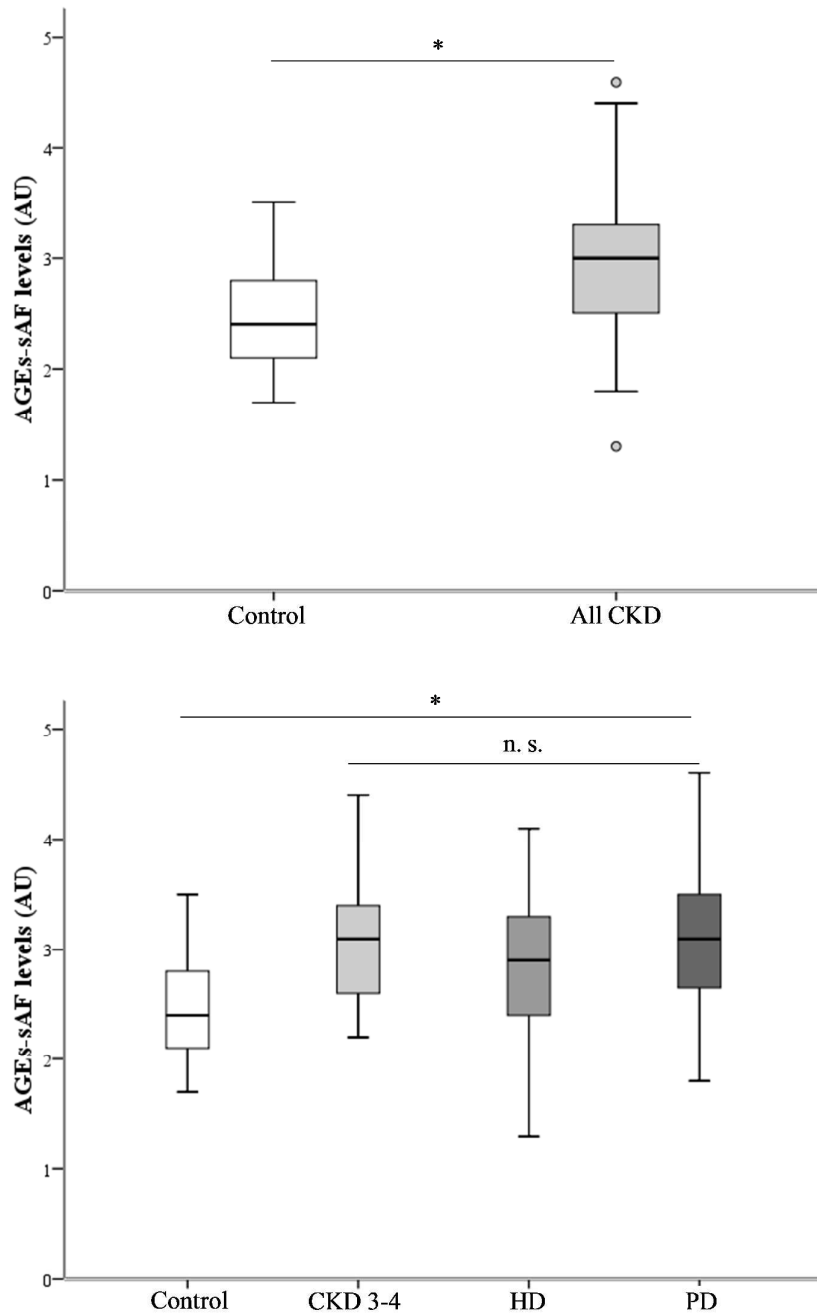 *
5
4
3
2
1
0
AGEs-sAF levels (AU)
Control All CKD
*
n. s.
5
4
3
2
1
0
AGEs-sAF levels (AU)
Control CKD 3-4 HD PD